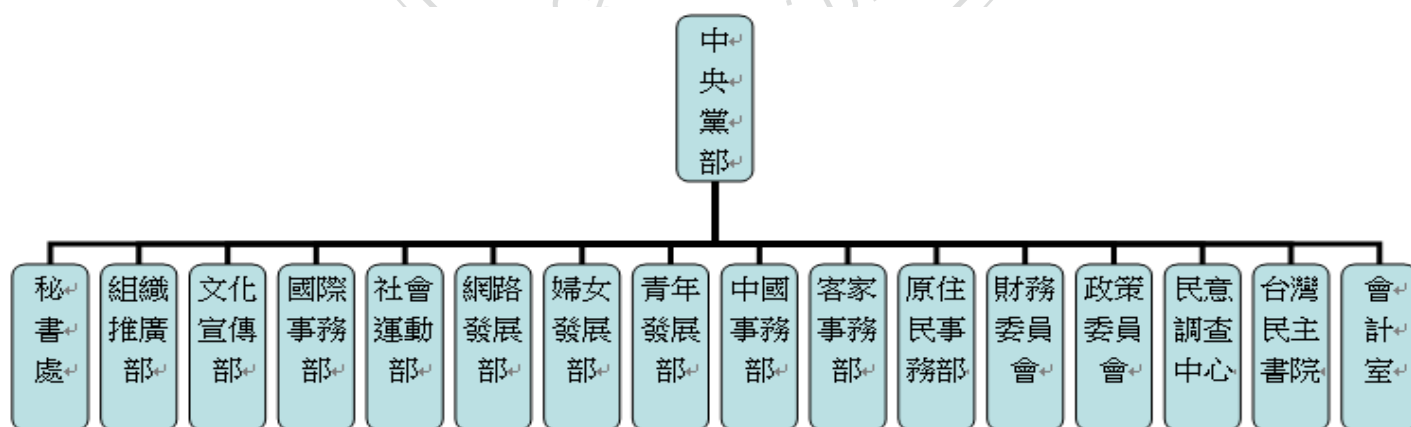 中
央
黨
部
秘
書
處
組織
推廣
部
文化
宣傳
部
國際
事務
部
社會
運動
部
網路
發展
部
婦女
發展
部
青年
發展
部
中國
事務
部
客家
事務
部
原住
民事
務部
財務
委員
會
政策
委員
會
民意
調查
中心
台灣
民主
書院
會
計
室